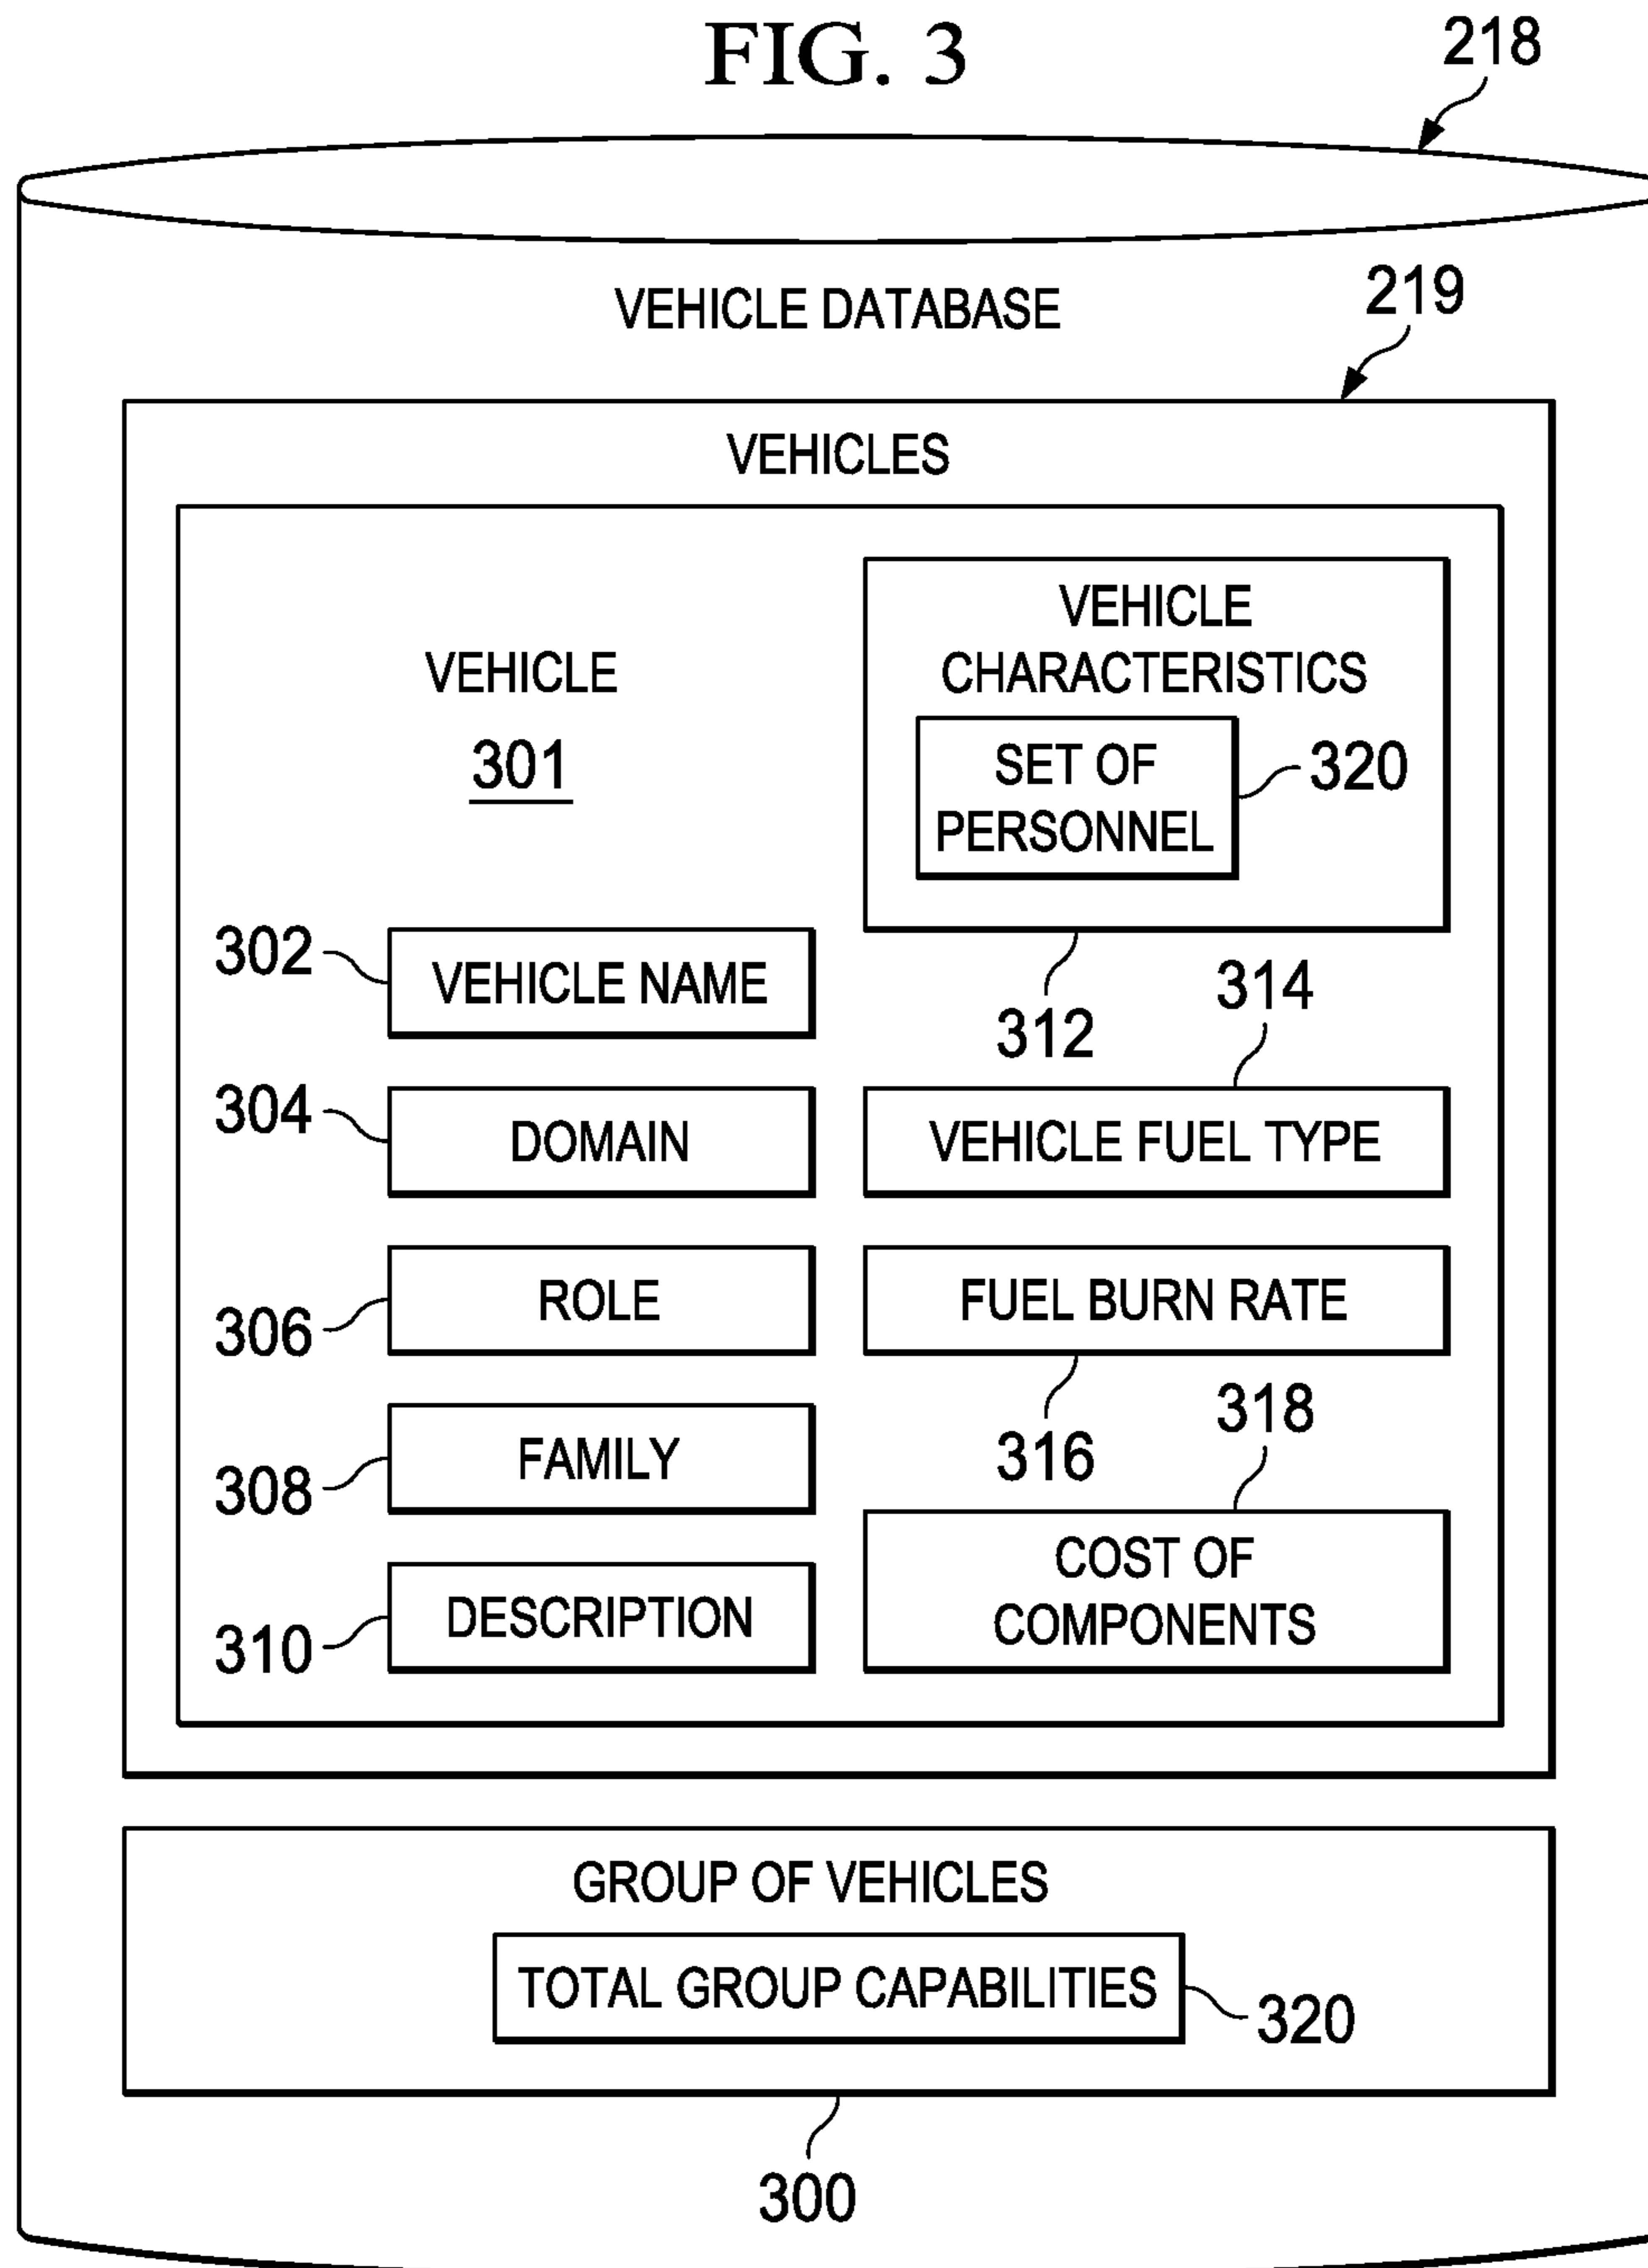 FIG. 3
218
VEHICLE DATABASE
219
VEHICLES
VEHICLE
301
VEHICLE
CHARACTERISTICS
SET OF
PERSONNEL
320
312
302
VEHICLE NAME
304
DOMAIN
306
ROLE
308
FAMILY
310
DESCRIPTION
314
VEHICLE FUEL TYPE
FUEL BURN RATE
316
318
COST OF
COMPONENTS
GROUP OF VEHICLES
TOTAL GROUP CAPABILITIES
320
300